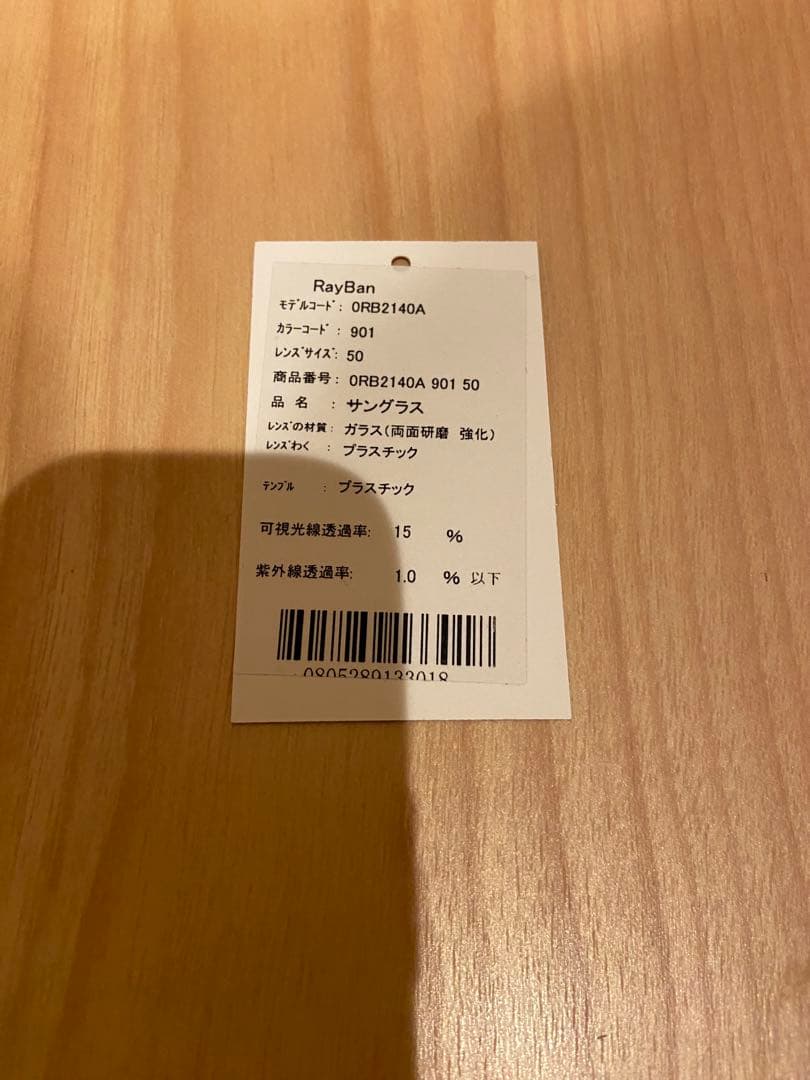 RayBan
ﾓﾃﾞﾙｺｰﾄﾞ: 0RB2140A
ｶﾗｰｺｰﾄﾞ: 901
ﾚﾝｽﾞｻｲｽﾞ: 50
商品番号: 0RB2140A 901 50
品名: サングラス
ﾚﾝｽﾞの材質: ガラス(両面研磨 強化)
ﾚﾝｽﾞわく: プラスチック
ﾃﾝﾌﾟﾙ: プラスチック
可視光線透過率: 15 %
紫外線透過率: 1.0 % 以下
0805289133018